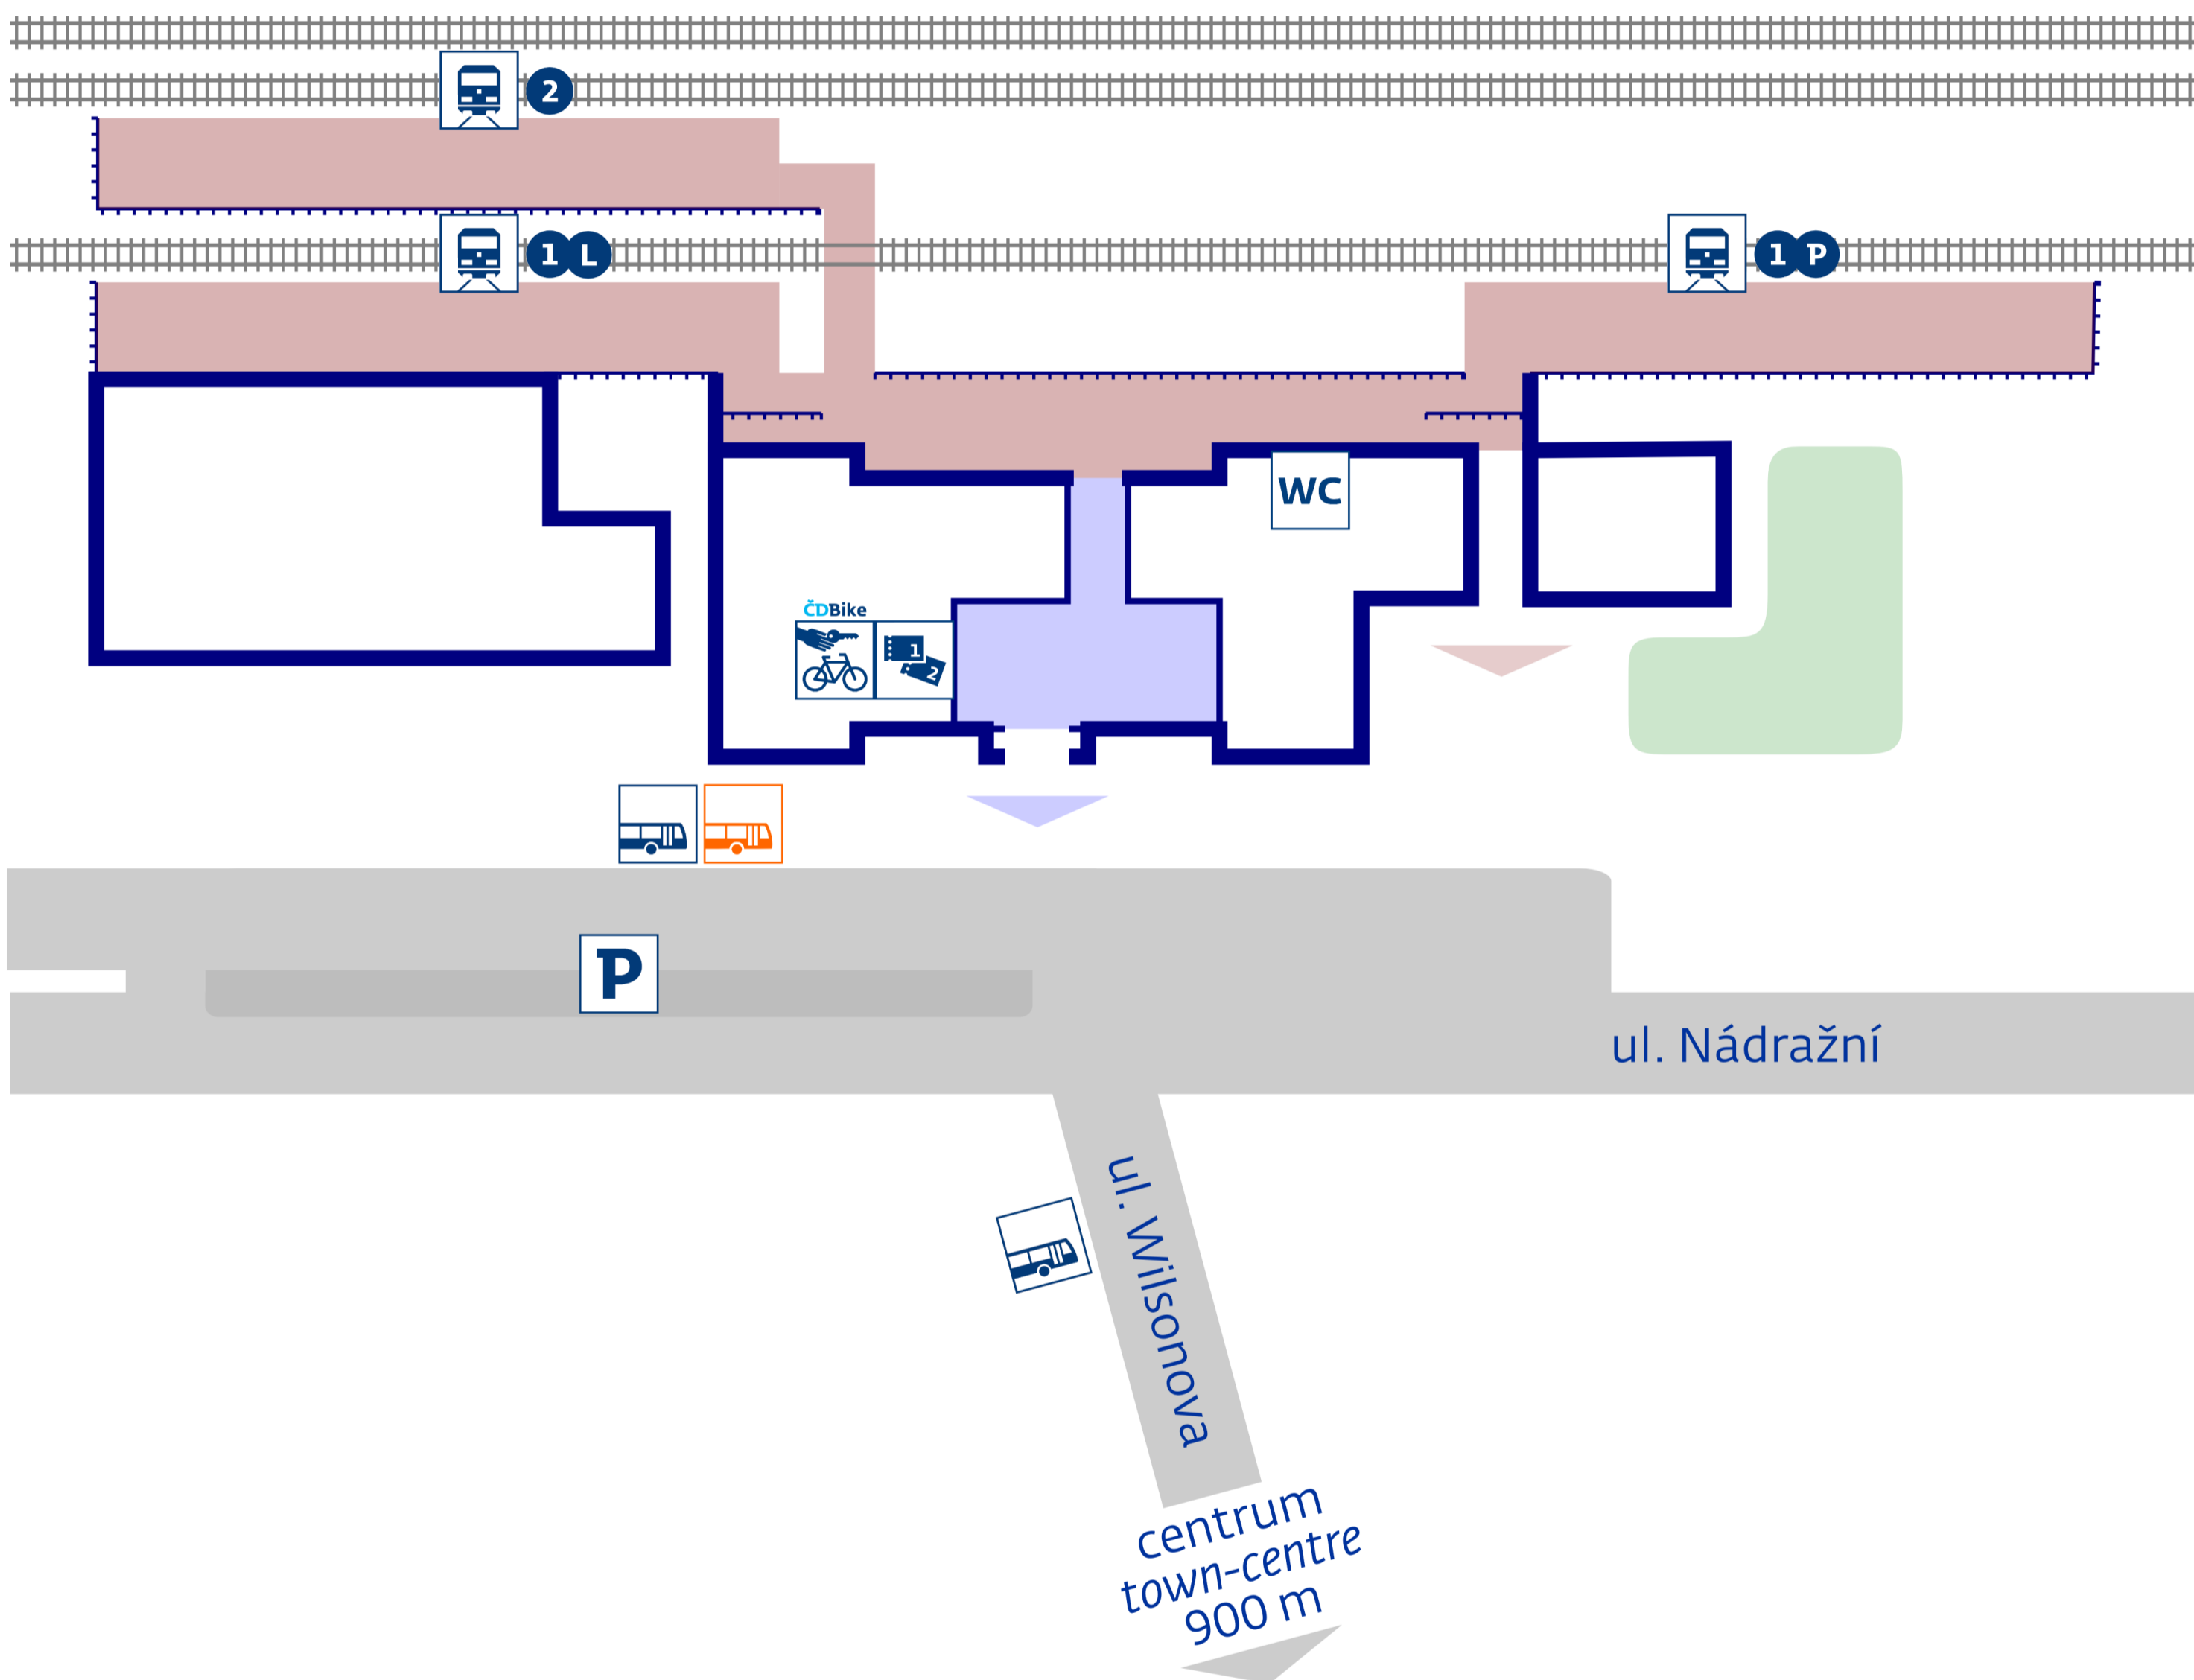 2
1 L
1 P
WC
ČDBike
1
2
P
ul. Nádražní
ul. Wilsonova
centrum
town-centre
900 m